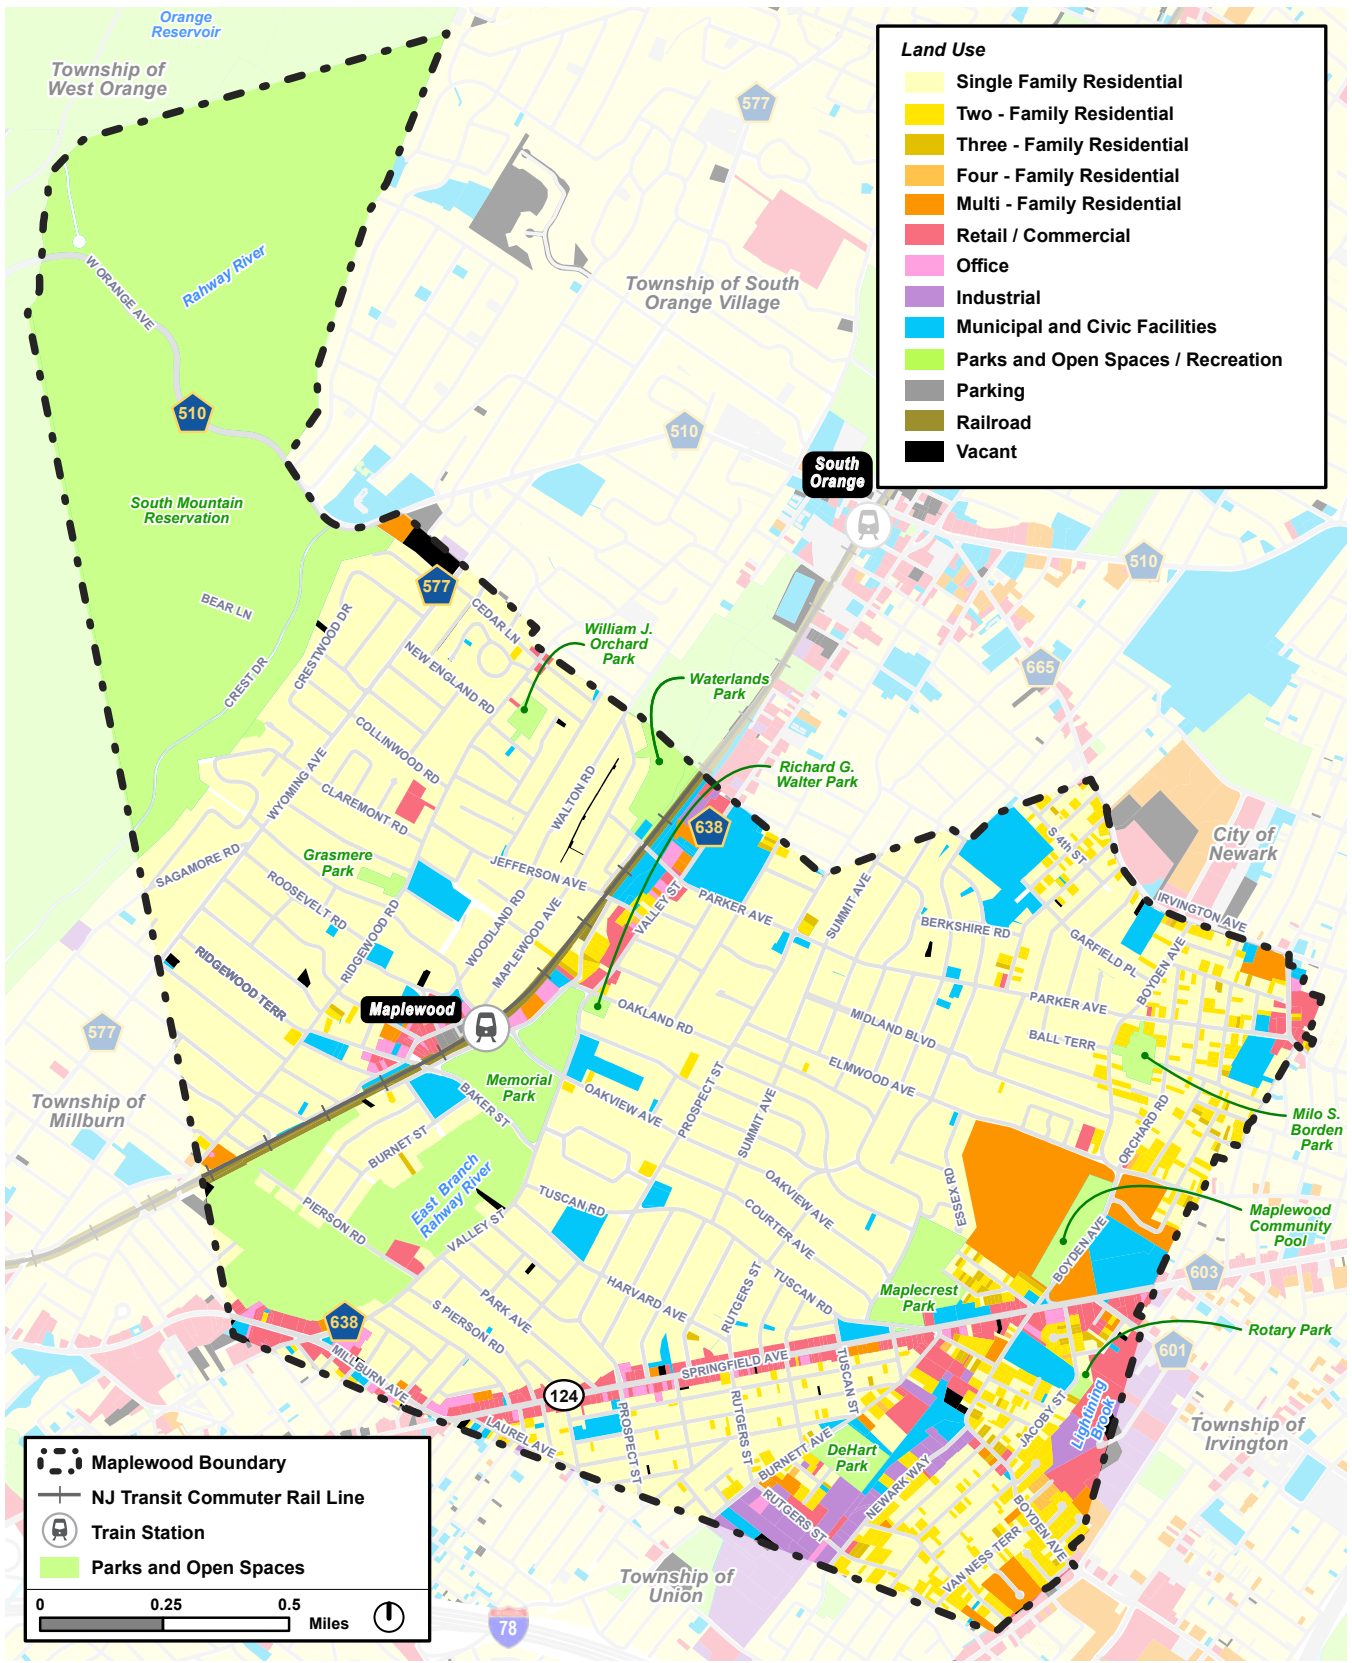 Orange
Reservoir
Township of
West Orange
577
Land Use
Single Family Residential
Two - Family Residential
Three - Family Residential
Four - Family Residential
Multi - Family Residential
Retail / Commercial
Office
Industrial
Municipal and Civic Facilities
Parks and Open Spaces / Recreation
Parking
Railroad
Vacant
W ORANGE AVE
Rahway River
Township of South
Orange Village
510
510
South
Orange
South Mountain
Reservation
510
577
BEAR LN
CREST DR
CRESTWOOD DR
CEDAR LN
NEW ENGLAND RD
William J.
Orchard
Park
Waterlands
Park
665
COLLINWOOD RD
WYOMING AVE
CLAREMONT RD
WALTON RD
Richard G.
Walter Park
638
City of
Newark
S 4th ST
SAGAMORE RD
Grasmere
Park
ROOSEVELT RD
RIDGEWOOD RD
JEFFERSON AVE
WOODLAND RD
MAPLEWOOD AVE
VALLEY ST
PARKER AVE
SUMMIT AVE
BERKSHIRE RD
GARFIELD PL
IRVINGTON AVE
BOYDEN AVE
RIDGEWOOD TERR
Maplewood
OAKLAND RD
MIDLAND BLVD
PARKER AVE
BALL TERR
577
Township of
Millburn
Memorial
Park
BAKER ST
OAKVIEW AVE
PROSPECT ST
SUMMIT AVE
ELMWOOD AVE
ORCHARD RD
Milo S.
Borden
Park
BURNET ST
PIERSON RD
East Branch
Rahway River
VALLEY ST
TUSCAN RD
OAKVIEW AVE
COURTER AVE
ESSEX RD
BOYDEN AVE
Maplewood
Community
Pool
603
HARVARD AVE
RUTGERS ST
TUSCAN RD
Maplecrest
Park
PARK AVE
S PIERSON RD
638
MILLBURN AVE
SPRINGFIELD AVE
124
TUSCAN ST
Rotary Park
601
LAUREL AVE
PROSPECT ST
RUTGERS ST
BURNETT AVE
DeHart
Park
JACOBY ST
Lightining
Brook
Township of
Irvington
NEWARK WAY
RUTGERS ST
BOYDEN AVE
VAN NESS TERR
Township of
Union
78
Maplewood Boundary
NJ Transit Commuter Rail Line
Train Station
Parks and Open Spaces
0 0.25 0.5
Miles